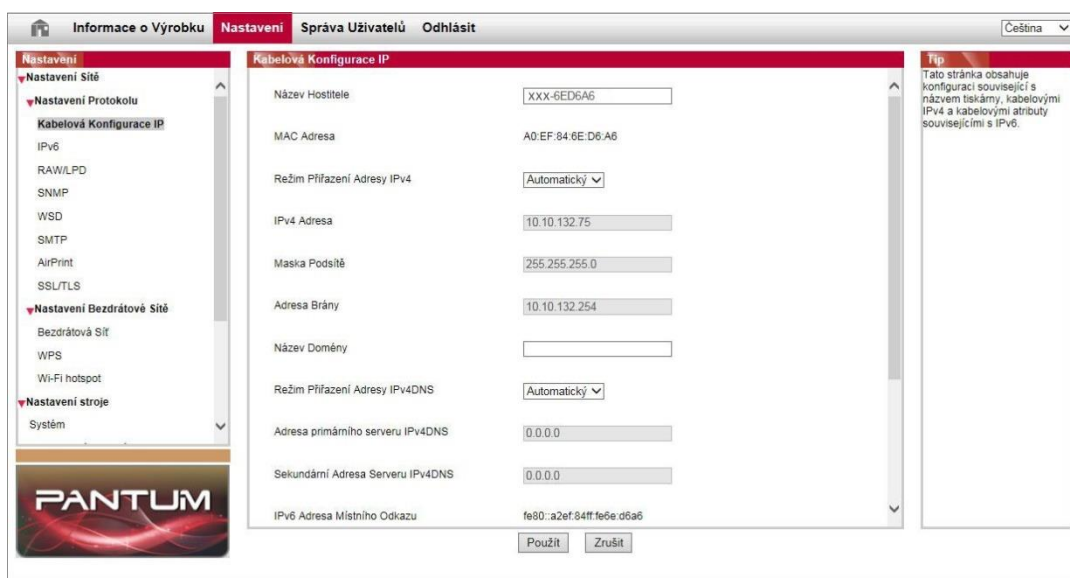 Informace o Výrobku Nastavení Správa Uživatelů Odhlásit Čeština
Nastavení
Nastavení Sítě
Nastavení Protokolu
Kabelová Konfigurace IP
IPv6
RAW/LPD
SNMP
WSD
SMTP
AirPrint
SSL/TLS
Nastavení Bezdrátové Sítě
Bezdrátová Síť
WPS
Wi-Fi hotspot
Nastavení stroje
Systém
PANTUM
Kabelová Konfigurace IP
Název Hostitele XXX-6ED6A6
MAC Adresa A0:EF:84:6E:D6:A6
Režim Přiřazení Adresy IPv4 Automatický
IPv4 Adresa 10.10.132.75
Maska Podsítě 255.255.255.0
Adresa Brány 10.10.132.254
Název Domény
Režim Přiřazení Adresy IPv4DNS Automatický
Adresa primárního serveru IPv4DNS 0.0.0.0
Sekundární Adresa Serveru IPv4DNS 0.0.0.0
IPv6 Adresa Místního Odkazu fe80::a2ef:84ff:fe6e:d6a6
Použít Zrušit
Tip
Tato stránka obsahuje
konfiguraci související s
názvem tiskárny, kabelovými
IPv4 a kabelovými atributy
souvisejícími s IPv6.